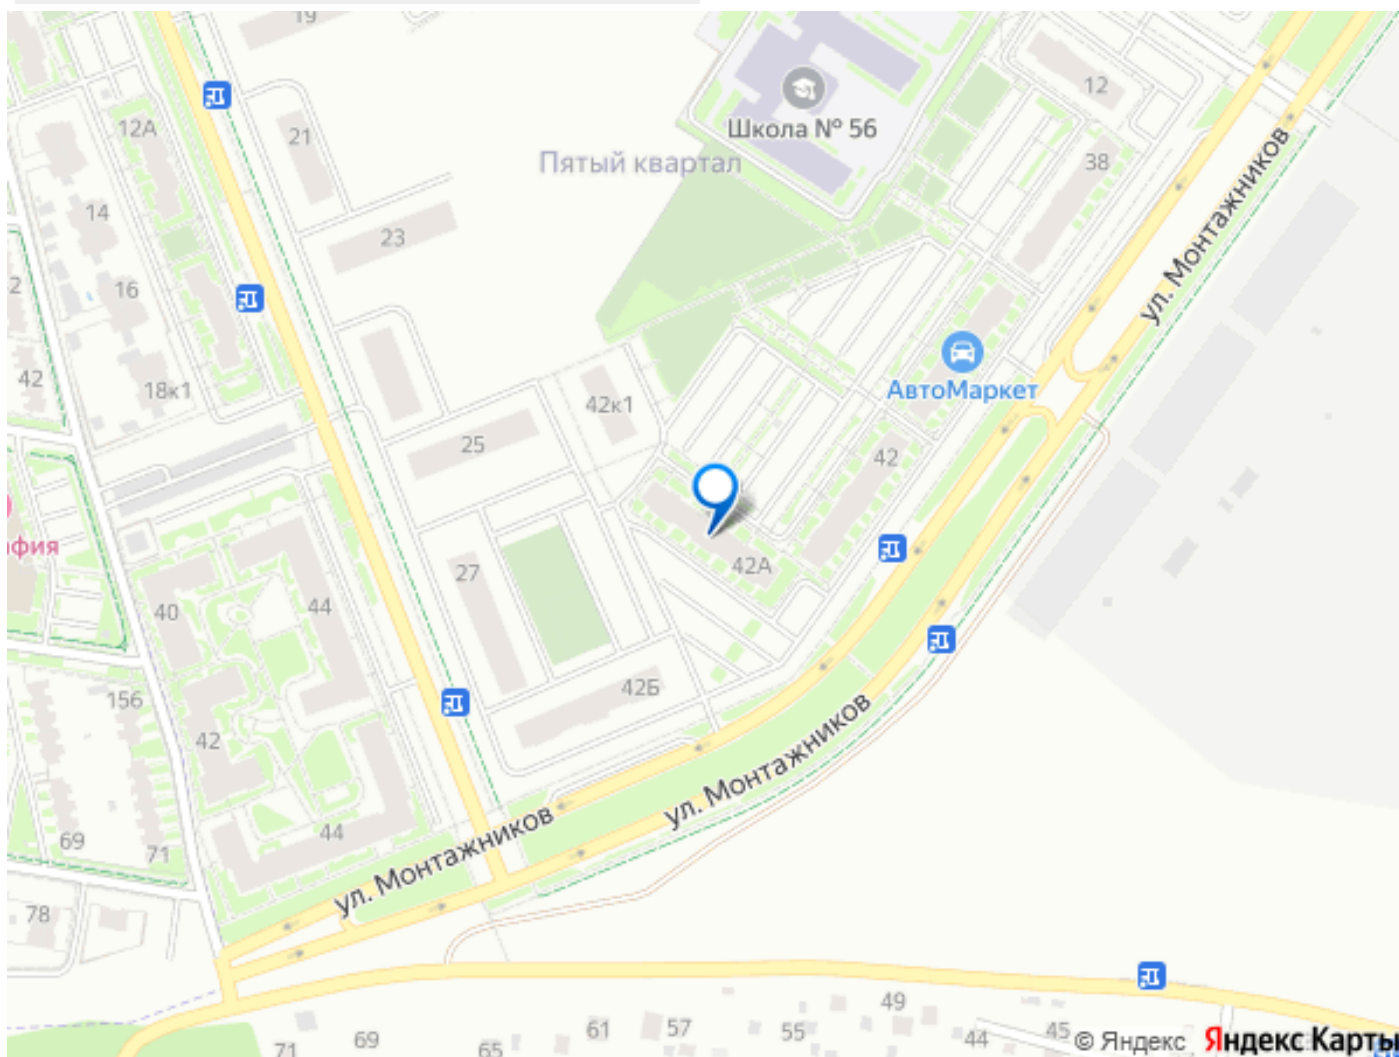 19
21
12А
12
Школа № 56
Пятый квартал
38
14
23
ул. Монтажников
2
16
42
18к1
42к1
АвтоМаркет
25
42
фия
27
42А
40
44
42Б
156
42
ул. Монтажников
69
71
44
ул. Монтажников
78
49
61
57
55
69
65
71
44
45
© Яндекс
Яндекс Карты